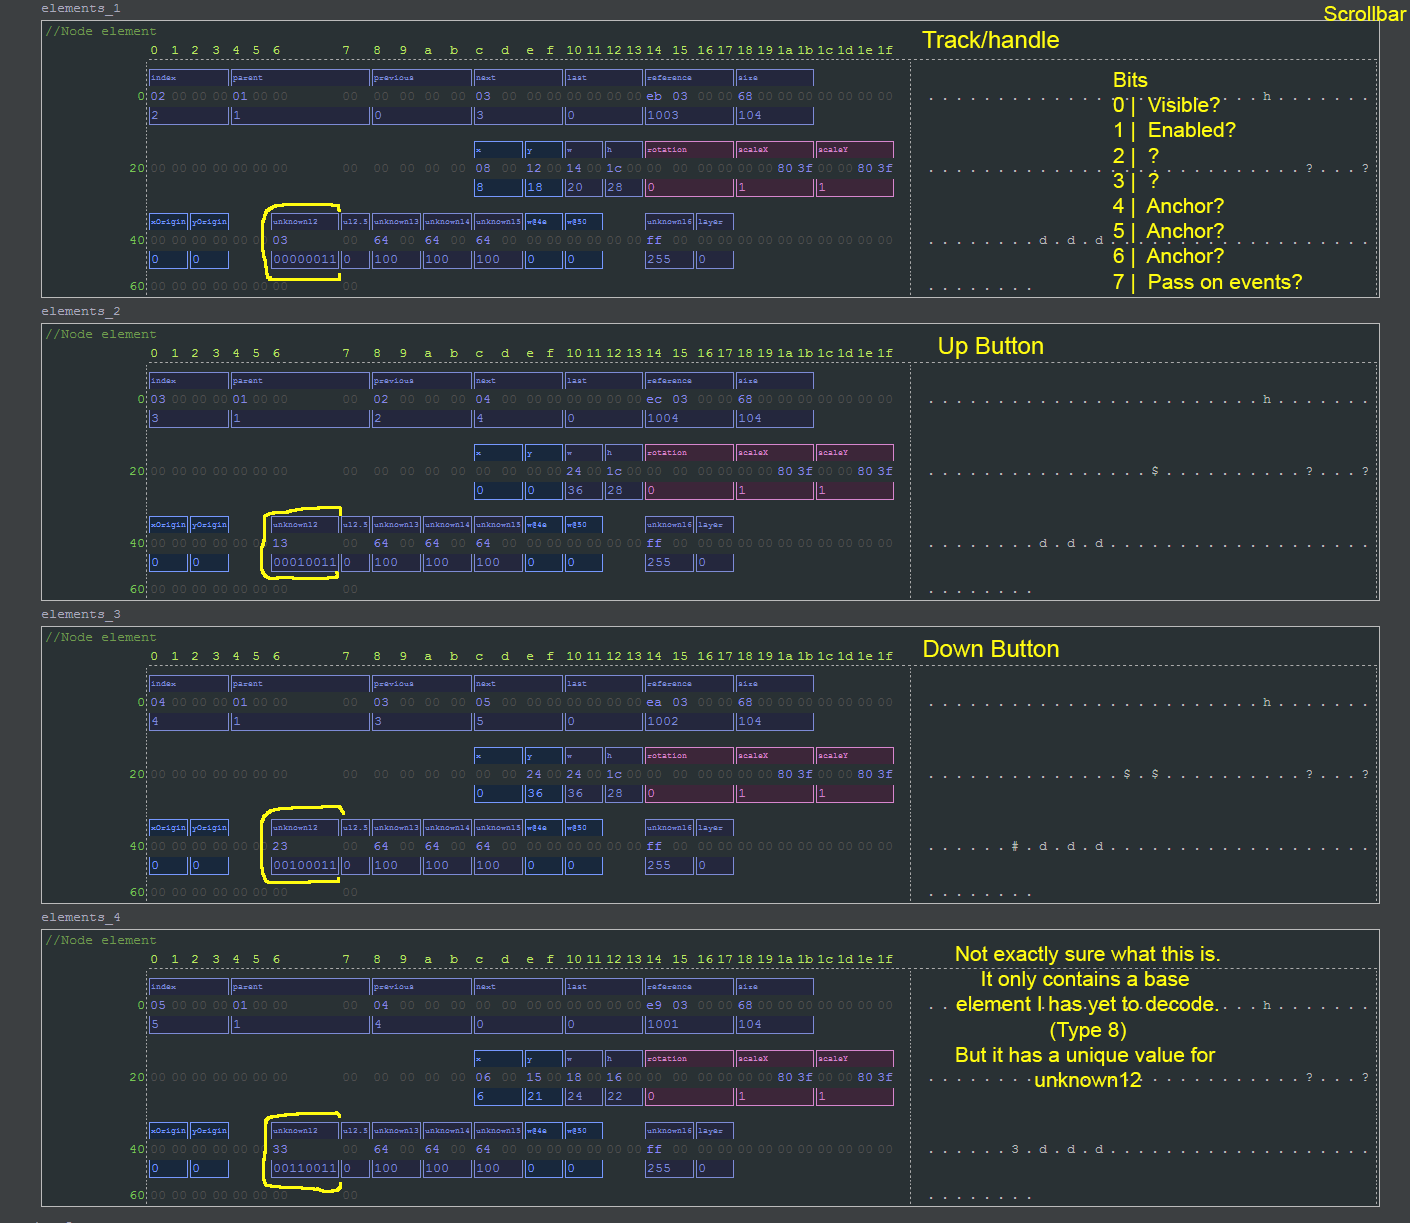 elements_1
Scrollbar
//Node element
0 1 2 3 4 5 6 7 8 9 a b c d e f 10 11 12 13 14 15 16 17 18 19 1a 1b 1c 1d 1e 1f
Track/handle
index parent previous next last reference size
Bits
0 02 00 00 00 01 00 00 00 00 00 00 00 03 00 00 00 00 00 00 00 eb 03 00 00 68 00 00 00 00 00 00 00 . . . . . . . . . . . . . . . . . . . . . . . . h . . . . . . .
0 | Visible?
2 1 0 3 0 1003 104
1 | Enabled?
x y w h rotation scaleX scaleY
2 | ?
20 00 00 00 00 00 00 00 00 00 00 00 00 08 00 12 00 14 00 1c 00 00 00 00 00 00 00 80 3f 00 00 80 3f . . . . . . . . . . . . . . . . . . . . . . . . . . . ? . . . ?
3 | ?
8 18 20 28 0 1 1
4 | Anchor?
xOrigin yOrigin unknown12 u12.5 unknown13 unknown14 unknown15 w@4e w@50 unknown16 layer
5 | Anchor?
40 00 00 00 00 00 00 03 00 64 00 64 00 64 00 00 00 00 00 00 00 ff 00 00 00 00 00 00 00 00 00 00 00 . . . . . . . . d . d . d . . . . . . . . . . . . . . . . . . .
6 | Anchor?
0 0 00000011 0 100 100 100 0 0 255 0
7 | Pass on events?
60 00 00 00 00 00 00 00 00 . . . . . . . .
elements_2
//Node element
0 1 2 3 4 5 6 7 8 9 a b c d e f 10 11 12 13 14 15 16 17 18 19 1a 1b 1c 1d 1e 1f
Up Button
index parent previous next last reference size
0 03 00 00 00 01 00 00 00 02 00 00 00 04 00 00 00 00 00 00 00 ec 03 00 00 68 00 00 00 00 00 00 00 . . . . . . . . . . . . . . . . . . . . . . . . h . . . . . . .
3 1 2 4 0 1004 104
x y w h rotation scaleX scaleY
20 00 00 00 00 00 00 00 00 00 00 00 00 00 00 00 00 24 00 1c 00 00 00 00 00 00 00 80 3f 00 00 80 3f . . . . . . . . . . . . . . . . $ . . . . . . . . . . ? . . . ?
0 0 36 28 0 1 1
xOrigin yOrigin unknown12 u12.5 unknown13 unknown14 unknown15 w@4e w@50 unknown16 layer
40 00 00 00 00 00 00 13 00 64 00 64 00 64 00 00 00 00 00 00 00 ff 00 00 00 00 00 00 00 00 00 00 00 . . . . . . . . d . d . d . . . . . . . . . . . . . . . . . . .
0 0 00010011 0 100 100 100 0 0 255 0
60 00 00 00 00 00 00 00 00 . . . . . . . .
elements_3
//Node element
0 1 2 3 4 5 6 7 8 9 a b c d e f 10 11 12 13 14 15 16 17 18 19 1a 1b 1c 1d 1e 1f
Down Button
index parent previous next last reference size
0 04 00 00 00 01 00 00 00 03 00 00 00 05 00 00 00 00 00 00 00 ea 03 00 00 68 00 00 00 00 00 00 00 . . . . . . . . . . . . . . . . . . . . . . . . h . . . . . . .
4 1 3 5 0 1002 104
x y w h rotation scaleX scaleY
20 00 00 00 00 00 00 00 00 00 00 00 00 00 00 24 00 24 00 1c 00 00 00 00 00 00 00 80 3f 00 00 80 3f . . . . . . . . . . . . . . $ . $ . . . . . . . . . . ? . . . ?
0 36 36 28 0 1 1
xOrigin yOrigin unknown12 u12.5 unknown13 unknown14 unknown15 w@4e w@50 unknown16 layer
40 00 00 00 00 00 00 23 00 64 00 64 00 64 00 00 00 00 00 00 00 ff 00 00 00 00 00 00 00 00 00 00 00 . . . . . . # . d . d . d . . . . . . . . . . . . . . . . . . .
0 0 00100011 0 100 100 100 0 0 255 0
60 00 00 00 00 00 00 00 00 . . . . . . . .
elements_4
//Node element
0 1 2 3 4 5 6 7 8 9 a b c d e f 10 11 12 13 14 15 16 17 18 19 1a 1b 1c 1d 1e 1f
Not exactly sure what this is.
It only contains a base
element I has yet to decode.
(Type 8)
But it has a unique value for
unknown12
index parent previous next last reference size
0 05 00 00 00 01 00 00 00 04 00 00 00 00 00 00 00 00 00 00 00 e9 03 00 00 68 00 00 00 00 00 00 00 . . . . . . . . . . . . . . . . . . . . . . . . h . . . . . . .
5 1 4 0 0 1001 104
x y w h rotation scaleX scaleY
20 00 00 00 00 00 00 00 00 00 00 00 00 06 00 15 00 18 00 16 00 00 00 00 00 00 00 80 3f 00 00 80 3f . . . . . . . . . . . . . . . . . . . . . . . . . . . ? . . . ?
6 21 24 22 0 1 1
xOrigin yOrigin unknown12 u12.5 unknown13 unknown14 unknown15 w@4e w@50 unknown16 layer
40 00 00 00 00 00 00 33 00 64 00 64 00 64 00 00 00 00 00 00 00 ff 00 00 00 00 00 00 00 00 00 00 00 . . . . . . 3 . d . d . d . . . . . . . . . . . . . . . . . . .
0 0 00110011 0 100 100 100 0 0 255 0
60 00 00 00 00 00 00 00 00 . . . . . . . .